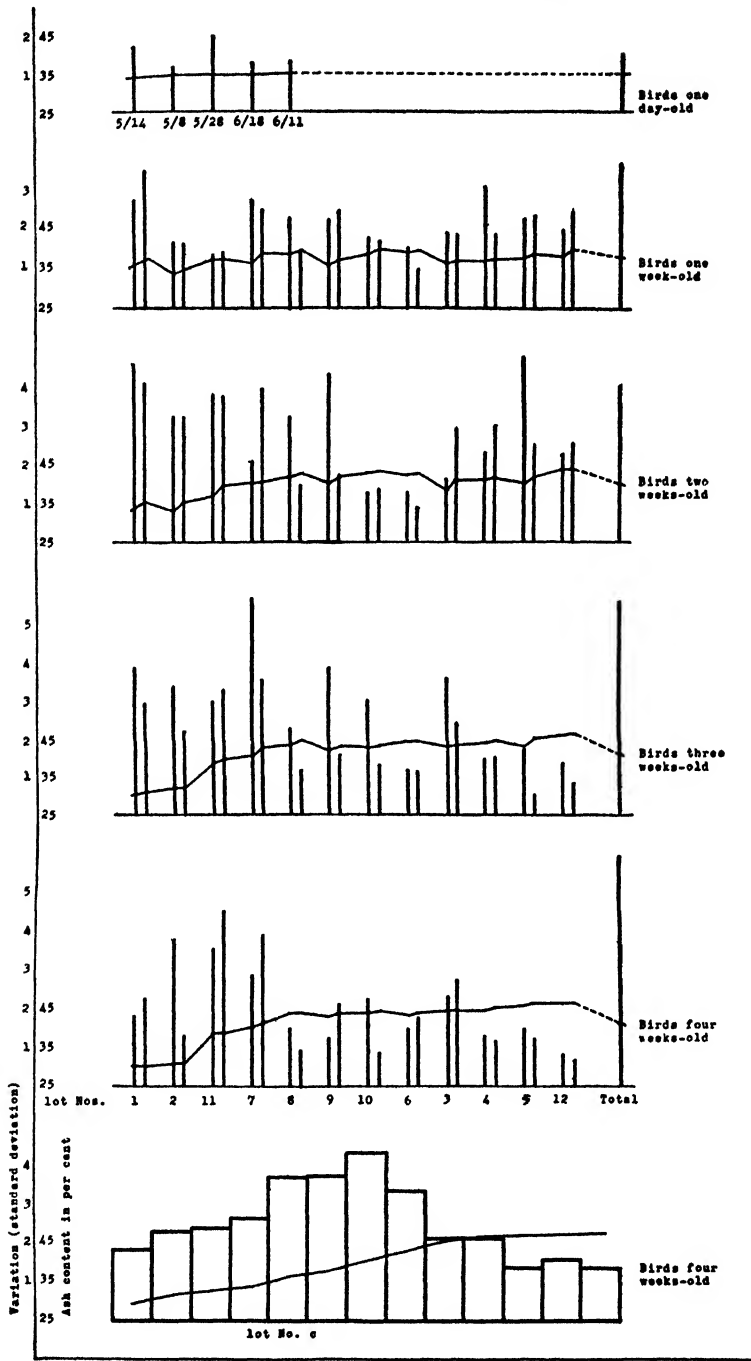 2 45
1 35
25
Birds one
day-old
5/14 5/8 5/28 6/18 6/11
3
2 45
1 35
25
Birds one
week-old
4
3
2 45
1 35
25
Birds two
weeks-old
5
4
3
2 45
1 35
25
Birds three
weeks-old
5
4
3
2 45
1 35
25
Birds four
weeks-old
lot Nos. 1 2 11 7 8 9 10 6 3 4 5 12 Total
Variation (standard deviation)
Ash content in per cent
4
3
2 45
1 35
25
Birds four
weeks-old
lot No. c